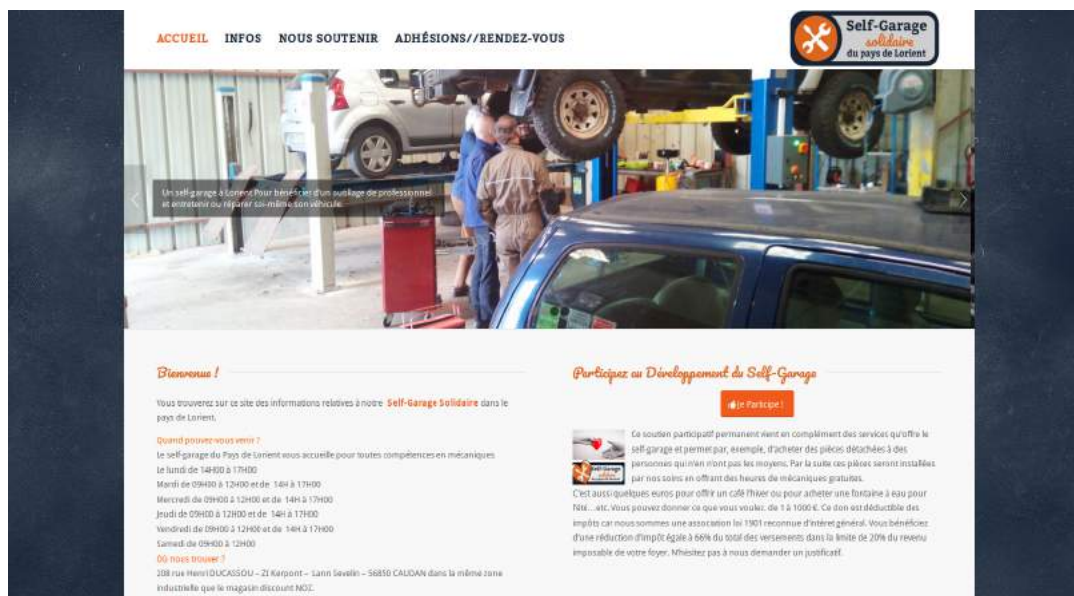 ACCUEIL INFOS NOUS SOUTENIR ADHÉSIONS//RENDEZ-VOUS
Self-Garage
solidaire
du pays de Lorient
Un self-garage à Lorient Pour bénéficier d'un outillage de professionnel
et entretenir ou réparer soi-même son véhicule.
Bienvenue !
Vous trouverez sur ce site des informations relatives à notre Self-Garage Solidaire dans le
pays de Lorient.
Quand pouvez-vous venir ?
Le self-garage du Pays de Lorient vous accueille pour toutes compétences en mécaniques
Le lundi de 14H00 à 17H00
Mardi de 09H00 à 12H00 et de 14H à 17H00
Mercredi de 09H00 à 12H00 et de 14H à 17H00
Jeudi de 09H00 à 12H00 et de 14H à 17H00
Vendredi de 09H00 à 12H00 et de 14H à 17H00
Samedi de 09H00 à 12H00
Où nous trouver ?
208 rue Henri DUCASSOU – ZI Kerpont – Lann Sevelin – 56850 CAUDAN dans la même zone
industrielle que le magasin discount NOZ.
Participez au Développement du Self-Garage
Je Participe !
Self-Garage
solidaire
Ce soutien participatif permanent vient en complément des services qu'offre le
self-garage et permet par, exemple, d'acheter des pièces détachées à des
personnes qui n'en n'ont pas les moyens. Par la suite ces pièces seront installées
par nos soins en offrant des heures de mécaniques gratuites.
C'est aussi quelques euros pour offrir un café l'hiver ou pour acheter une fontaine à eau pour
l'été…etc. Vous pouvez donner ce que vous voulez, de 1 à 1000 €. Ce don est déductible des
impôts car nous sommes une association loi 1901 reconnue d'intéret général. Vous bénéficiez
d'une réduction d'impôt égale à 66% du total des versements dans la limite de 20% du revenu
imposable de votre foyer. N'hésitez pas à nous demander un justificatif.